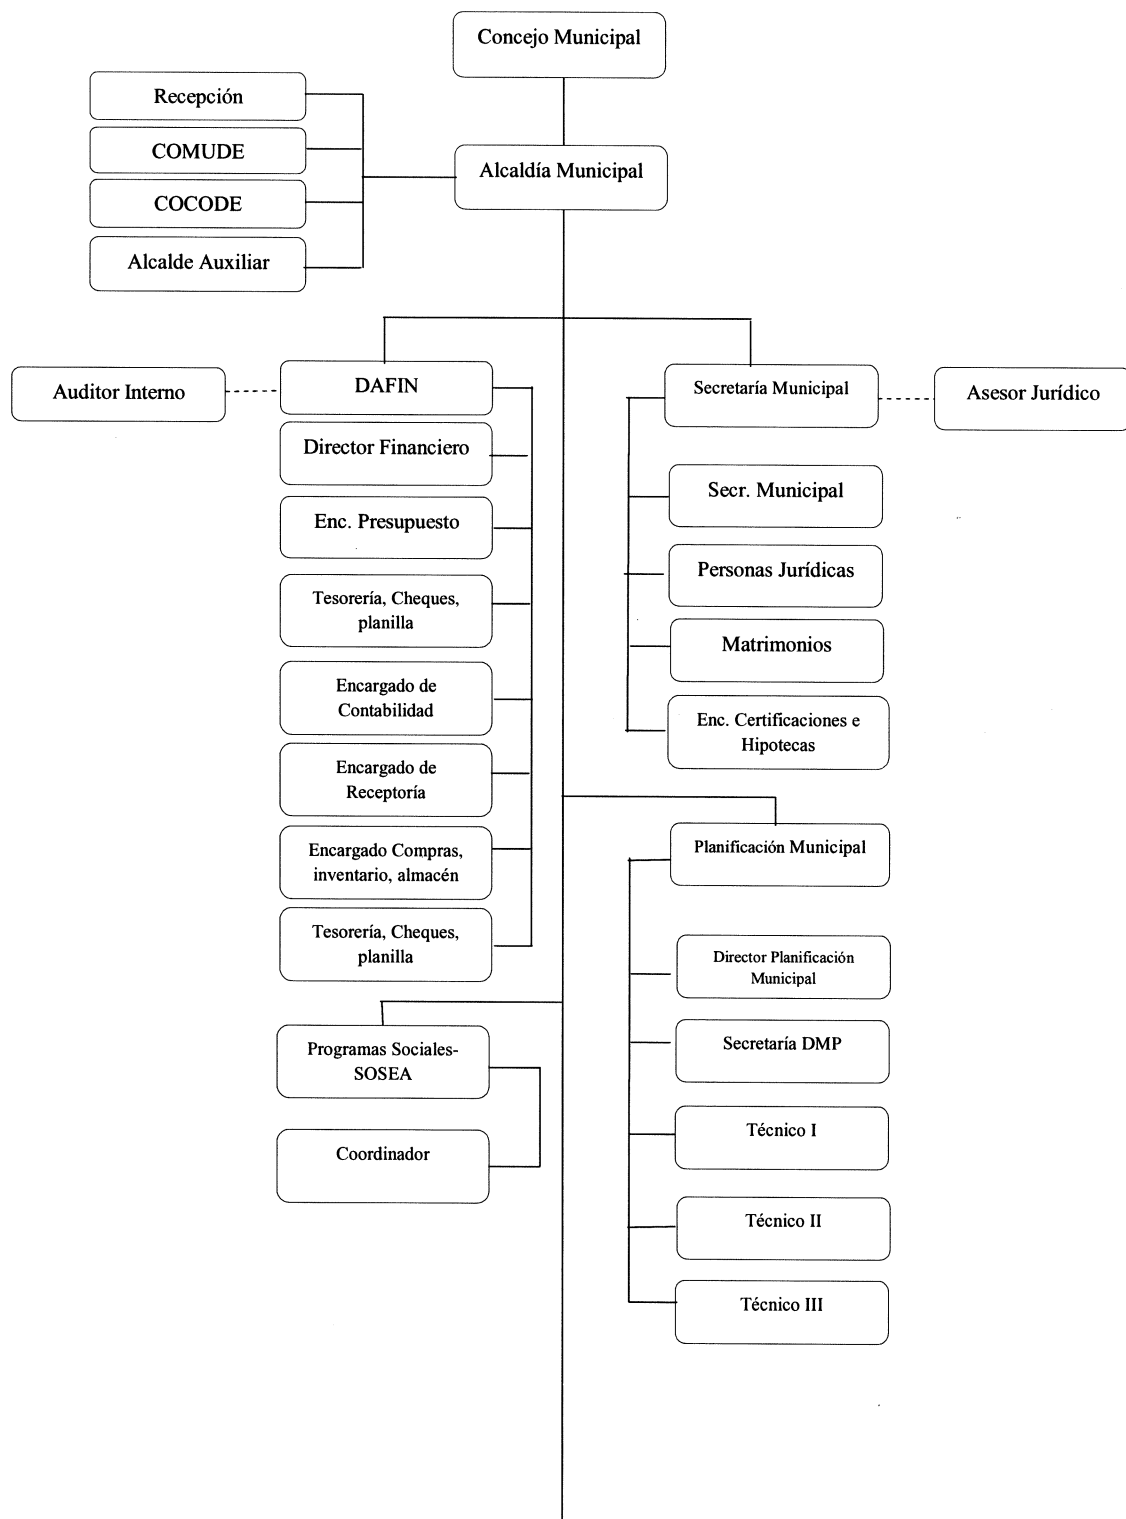 Concejo Municipal
Recepción
COMUDE
COCODE
Alcalde Auxiliar
Alcaldía Municipal
Auditor Interno
DAFIN
Director Financiero
Enc. Presupuesto
Tesorería, Cheques,
planilla
Encargado de
Contabilidad
Encargado de
Receptoría
Encargado Compras,
inventario, almacén
Tesorería, Cheques,
planilla
Programas Sociales-
SOSEA
Coordinador
Secretaría Municipal
Asesor Jurídico
Secr. Municipal
Personas Jurídicas
Matrimonios
Enc. Certificaciones e
Hipotecas
Planificación Municipal
Director Planificación
Municipal
Secretaría DMP
Técnico I
Técnico II
Técnico III